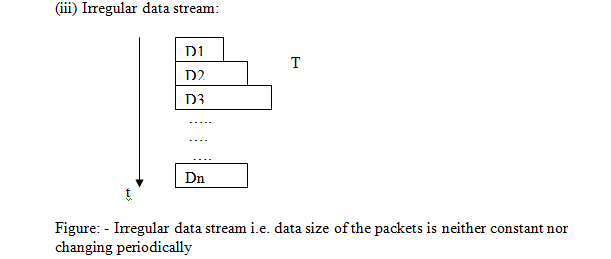 (iii) Irregular data stream:
D1
T
D2
D3
.....
....
....
Dn
t
Figure: - Irregular data stream i.e. data size of the packets is neither constant nor
changing periodically